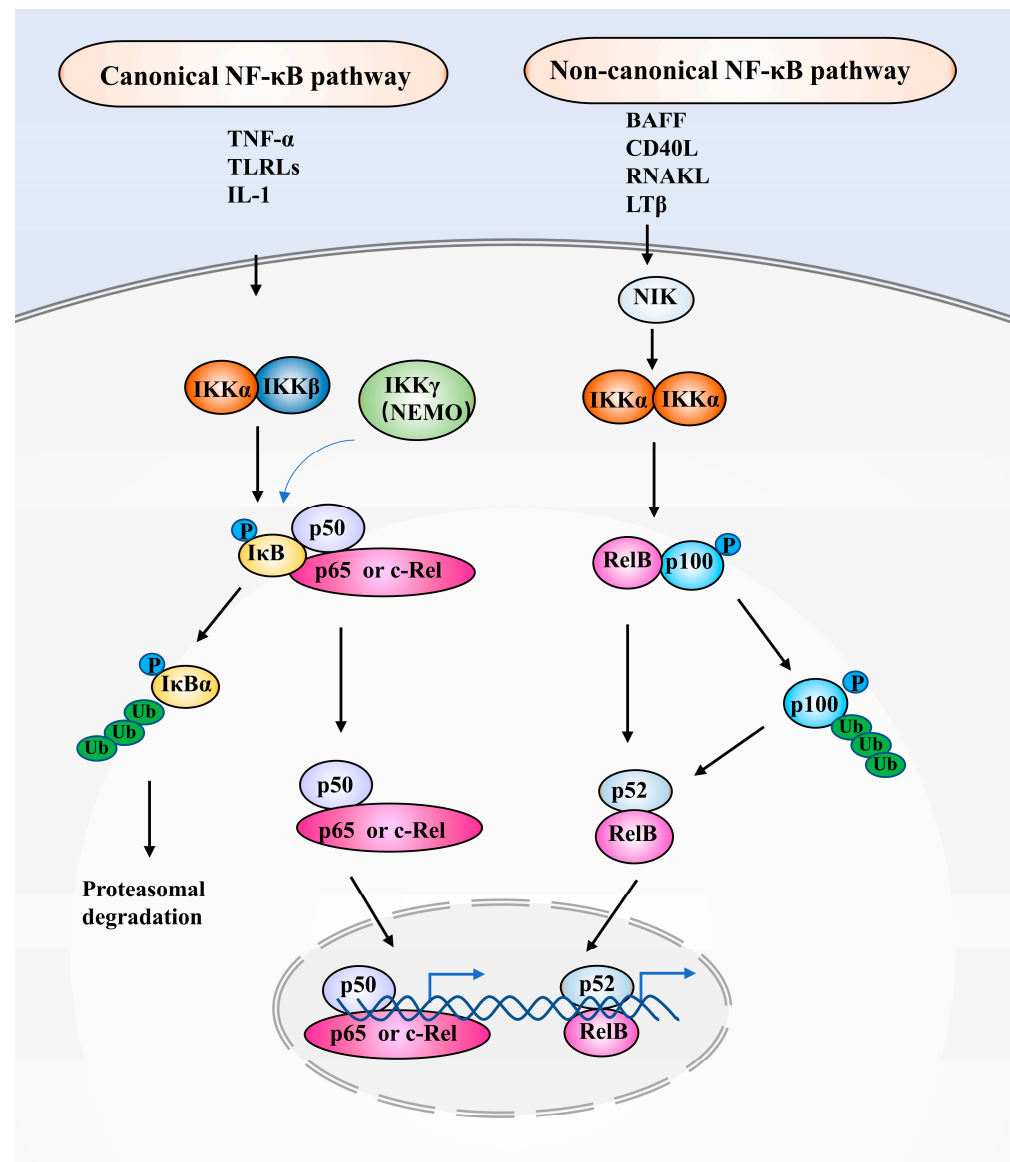 Canonical NF-κB pathway
Non-canonical NF-κB pathway
TNF-α
TLRLs
IL-1
BAFF
CD40L
RNAKL
LTβ
NIK
IKKα IKKβ
IKKγ
(NEMO)
IKKα IKKα
P
IκB
p50
p65 or c-Rel
RelB p100
P
P
IκBα
Ub
Ub
Ub
P
p100
Ub
Ub
Ub
p50
p65 or c-Rel
p52
RelB
Proteasomal
degradation
p50
p65 or c-Rel
p52
RelB